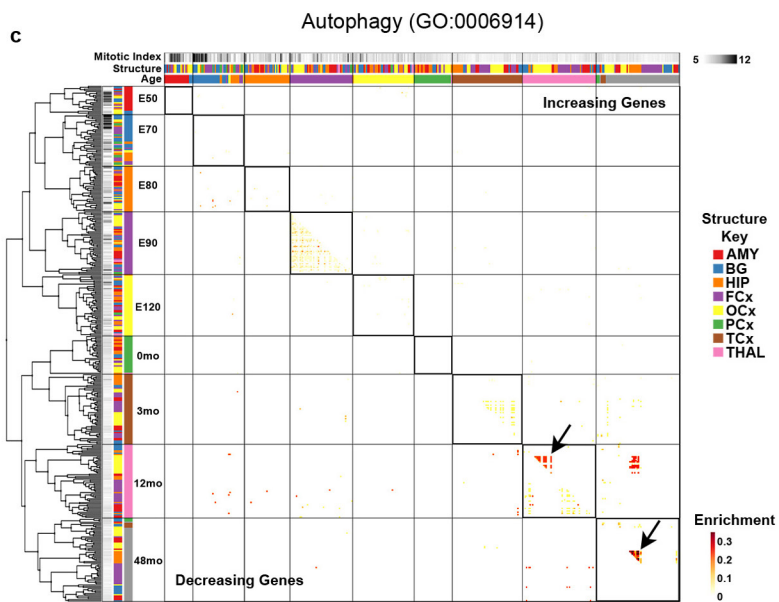 c
Autophagy (GO:0006914)
Mitotic Index
5 12
Structure
Age
E50
Increasing Genes
E70
E80
E90
E120
0mo
3mo
12mo
48mo
Decreasing Genes
Structure
Key
AMY
BG
HIP
FCx
OCx
PCx
TCx
THAL
Enrichment
0.3
0.2
0.1
0